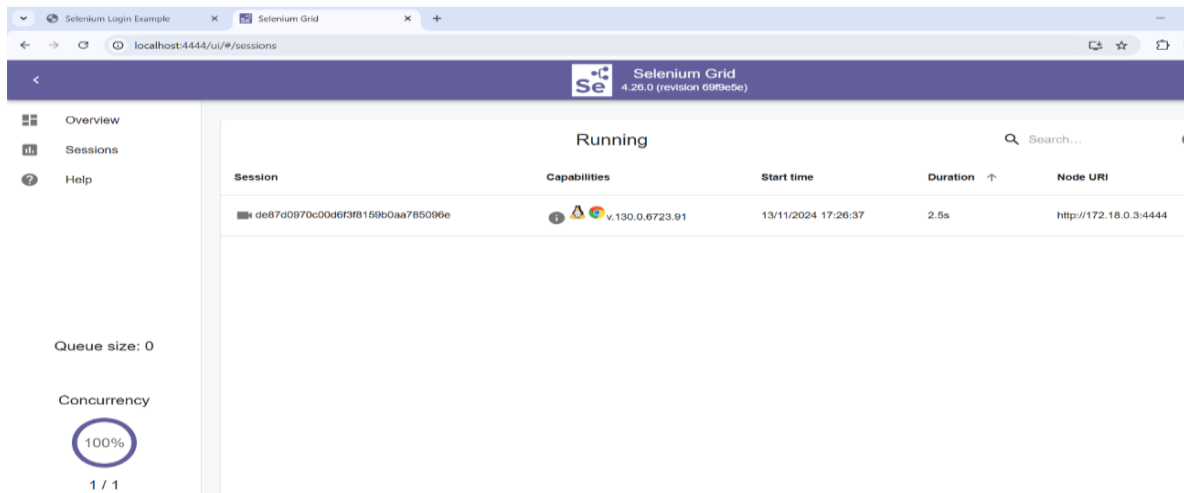 Selenium Login Example
Selenium Grid
localhost:4444/ui/#/sessions
Se
Selenium Grid
4.26.0 (revision 69f9e5e)
Overview
Sessions
Help
Running
Search...
Session Capabilities Start time Duration Node URI
de87d0970c00d6f3f8159b0aa785096e v.130.0.6723.91 13/11/2024 17:26:37 2.5s http://172.18.0.3:4444
Queue size: 0
Concurrency
100%
1 / 1